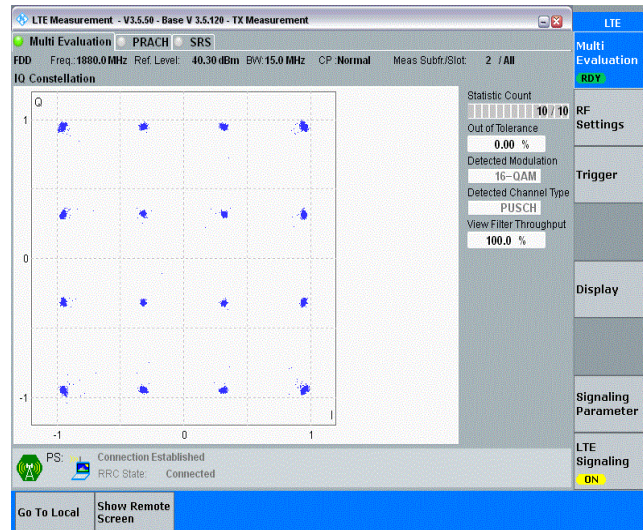 LTE Measurement - V3.5.50 - Base V 3.5.120 - TX Measurement
LTE
Multi Evaluation PRACH SRS
FDD Freq.: 1880.0 MHz Ref. Level: 40.30 dBm BW: 15.0 MHz CP : Normal Meas Subfr./Slot: 2 / All
IQ Constellation
Q
1
0
-1
-1 0 1
I
Statistic Count
10 / 10
Out of Tolerance
0.00 %
Detected Modulation
16-QAM
Detected Channel Type
PUSCH
View Filter Throughput
100.0 %
Multi
Evaluation
RDY
RF
Settings
Trigger
Display
Signaling
Parameter
LTE
Signaling
ON
PS: Connection Established
RRC State: Connected
Go To Local
Show Remote
Screen